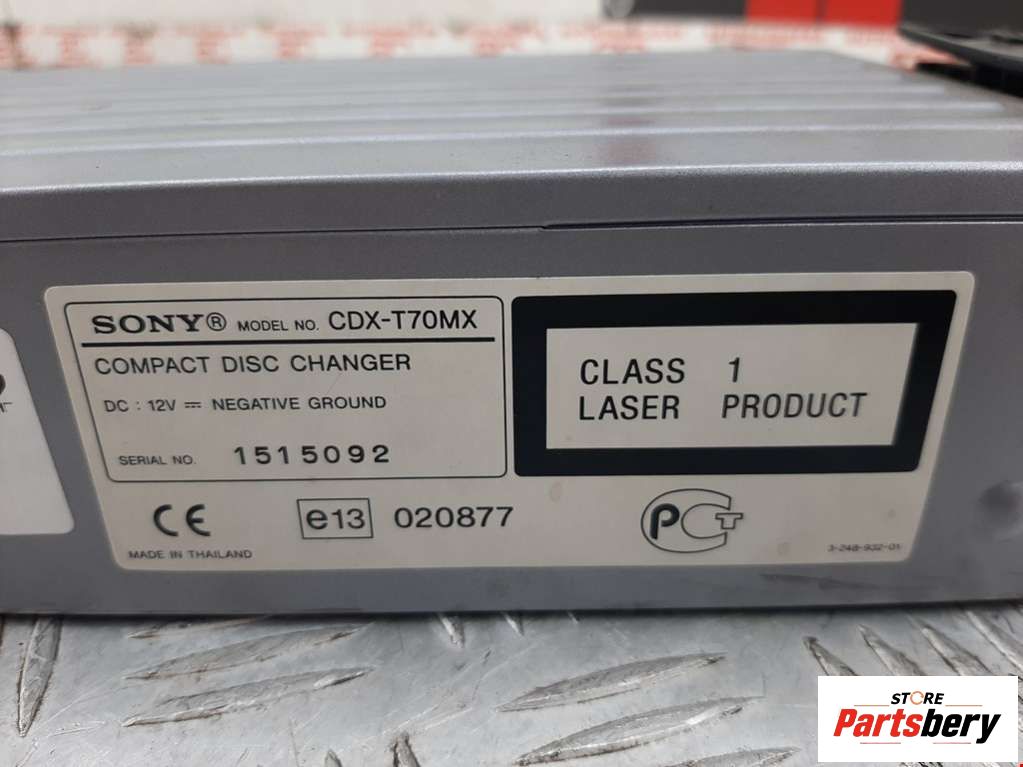 SONY® MODEL NO. CDX-T70MX
COMPACT DISC CHANGER
DC : 12V ⎓ NEGATIVE GROUND
SERIAL NO. 1515092
CLASS 1
LASER PRODUCT
CE e13 020877 PCT
MADE IN THAILAND
3-248-932-01
STORE
Partsbery